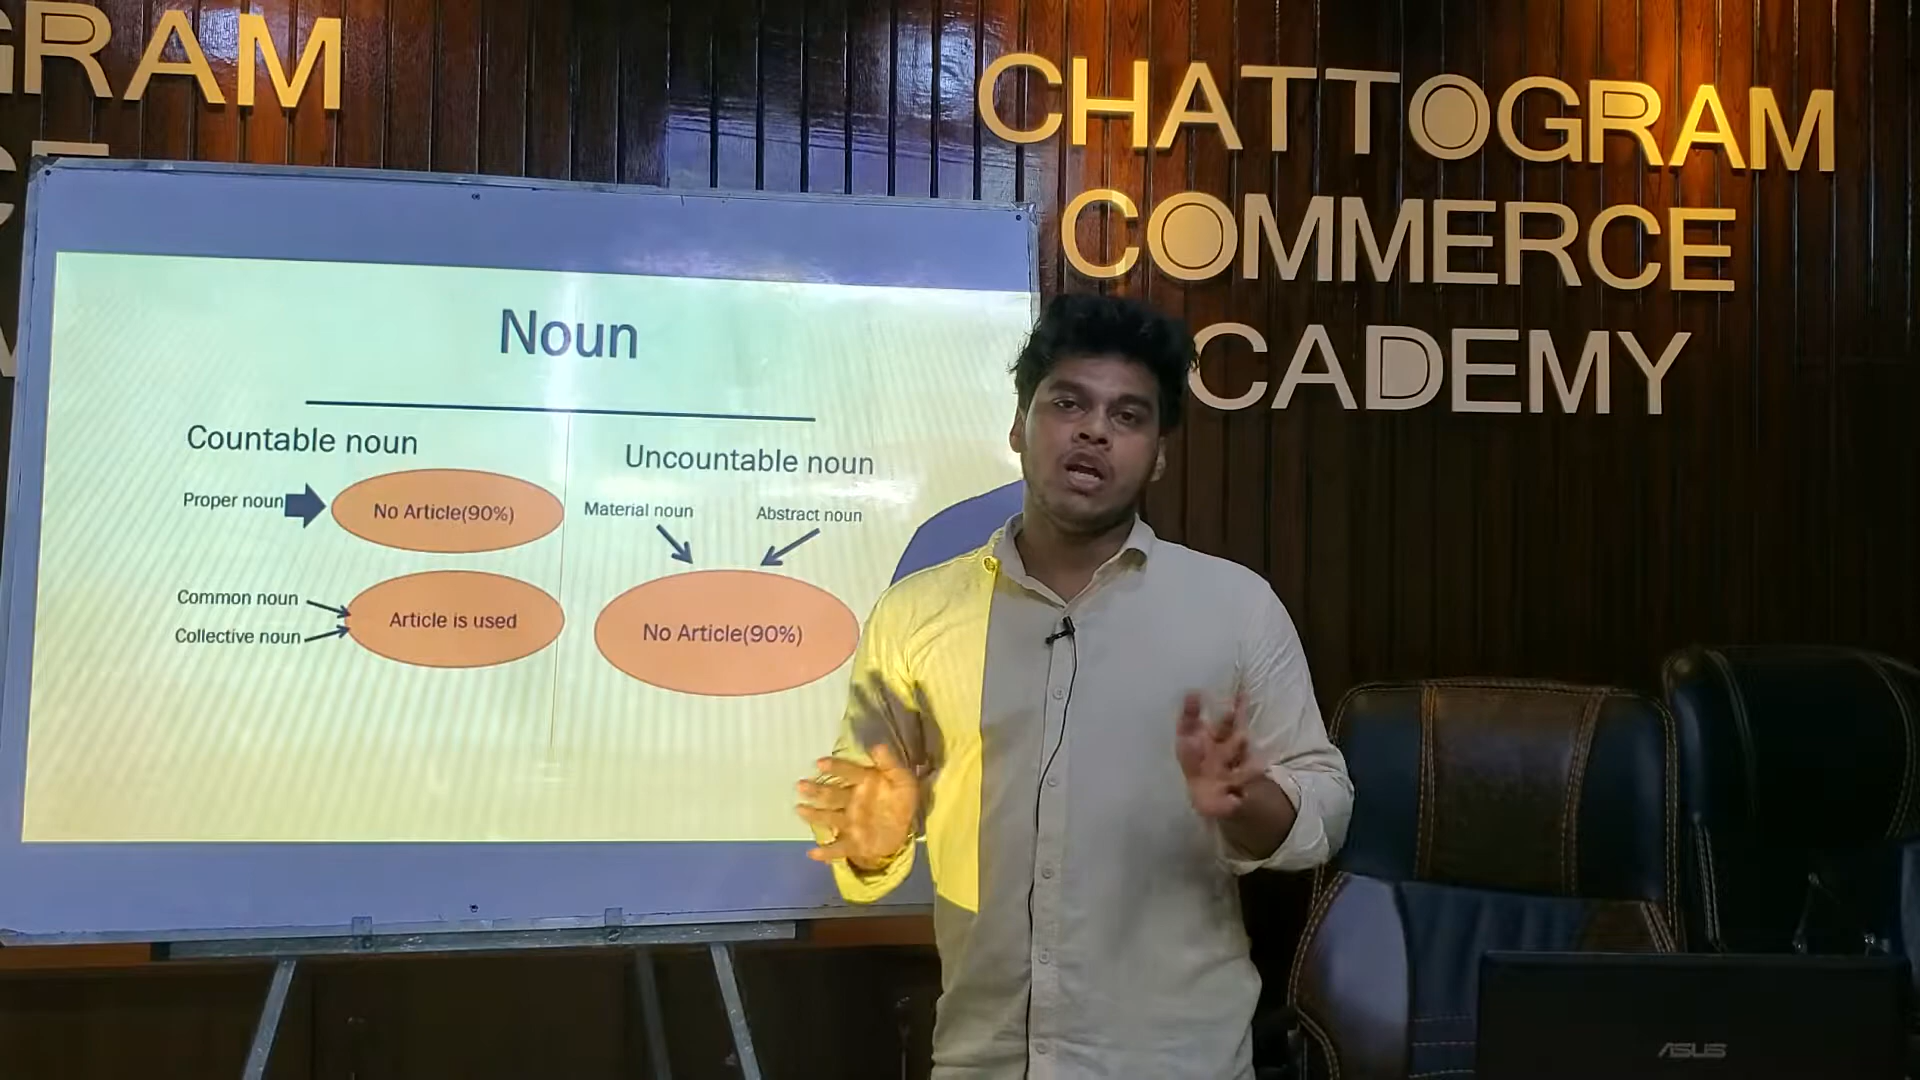 GRAM
CHATTOGRAM
COMMERCE
CADEMY
Noun
Countable noun
Uncountable noun
Proper noun
No Article(90%)
Material noun
Abstract noun
Common noun
Collective noun
Article is used
No Article(90%)
ASUS